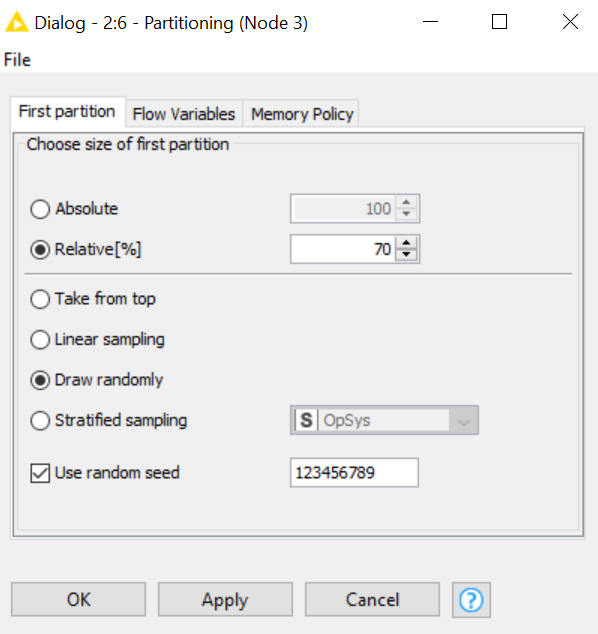 Dialog - 2:6 - Partitioning (Node 3)
File
First partition Flow Variables Memory Policy
Choose size of first partition
Absolute 100
Relative[%] 70
Take from top
Linear sampling
Draw randomly
Stratified sampling S OpSys
Use random seed 123456789
OK Apply Cancel ?